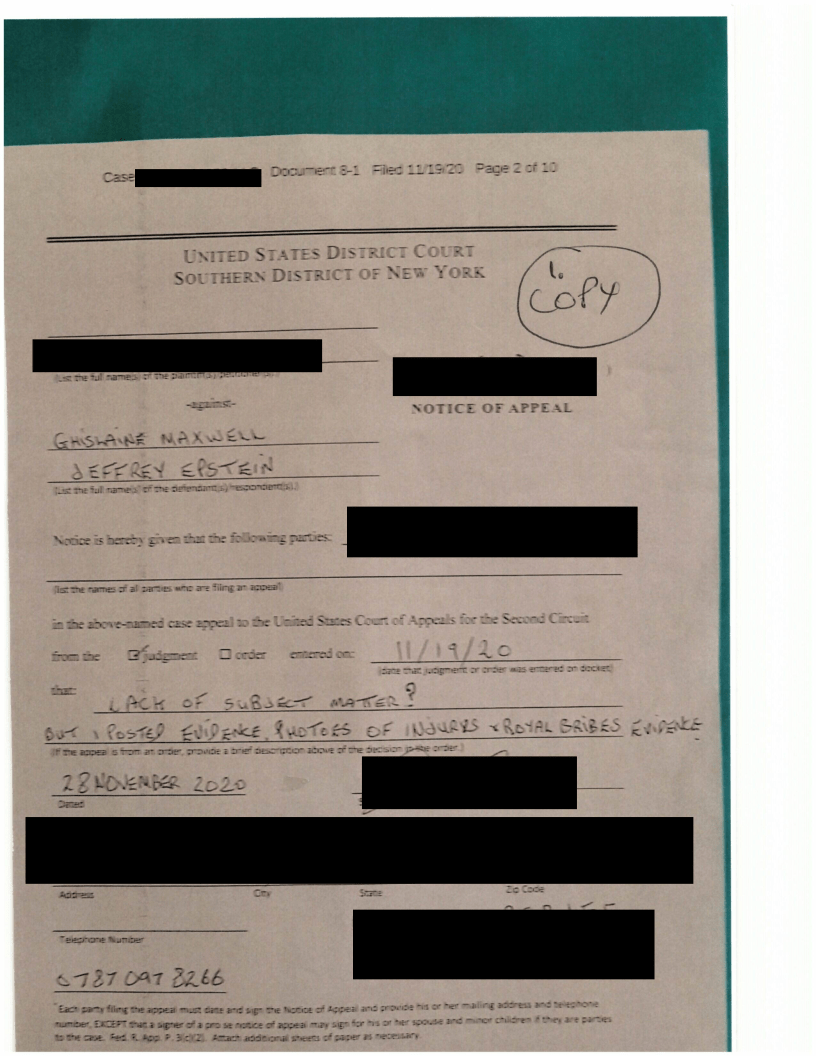 Case Document 8-1 Filed 11/19/20 Page 2 of 10
UNITED STATES DISTRICT COURT
SOUTHERN DISTRICT OF NEW YORK
1.
COPY
(List the full name(s) of the plaintiff(s)/petitioner(s).)
)
-against-
NOTICE OF APPEAL
GHISLAINE MAXWELL
JEFFREY EPSTEIN
(List the full name(s) of the defendant(s)/respondent(s).)
Notice is hereby given that the following parties:
(list the names of all parties who are filing an appeal)
in the above-named case appeal to the United States Court of Appeals for the Second Circuit
from the ☑ judgment ☐ order entered on: 11/19/20
(date that judgment or order was entered on docket)
that: LACK OF SUBJECT MATTER?
BUT I POSTED EVIDENCE, PHOTOES OF INJURYS & ROYAL BRIBES EVIDENCE
(If the appeal is from an order, provide a brief description above of the decision in the order.)
28 NOVEMBER 2020
Dated
Address City State Zip Code
Telephone Number
0787 097 8266
*Each party filing the appeal must date and sign the Notice of Appeal and provide his or her mailing address and telephone
number, EXCEPT that a signer of a pro se notice of appeal may sign for his or her spouse and minor children if they are parties
to the case. Fed. R. App. P. 3(c)(2). Attach additional sheets of paper as necessary.